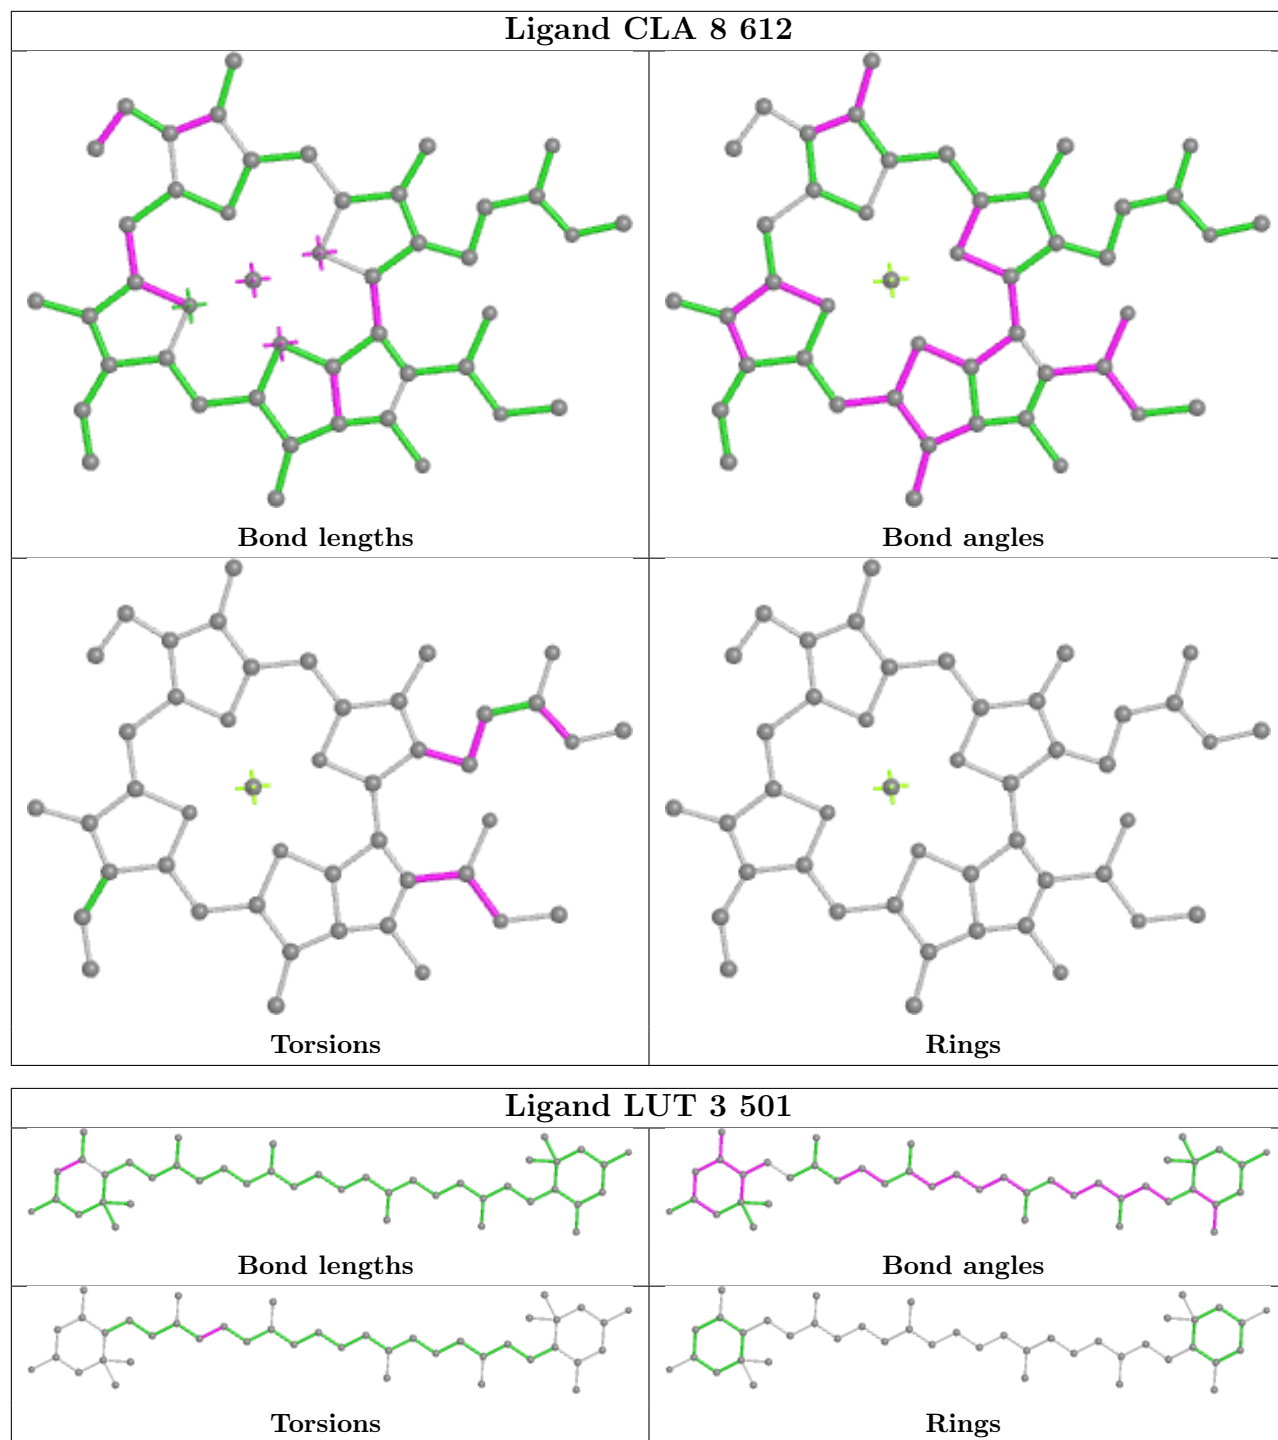 Ligand CLA 8 612
Bond lengths
Bond angles
Torsions
Rings
Ligand LUT 3 501
Bond lengths
Bond angles
Torsions
Rings